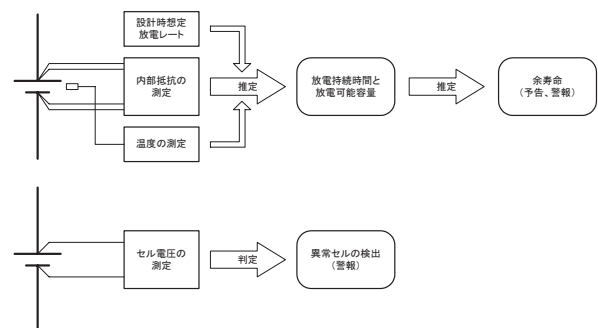 設計時想定
放電レート
内部抵抗の
測定
推定
放電持続時間と
放電可能容量
推定
余寿命
（予告、警報）
温度の測定
セル電圧の
測定
判定
異常セルの検出
（警報）